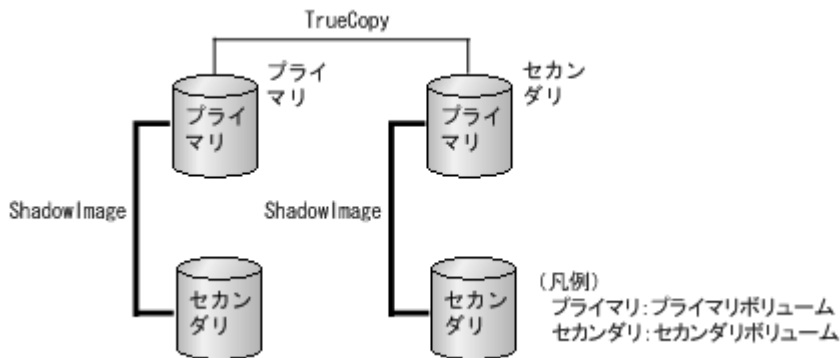 TrueCopy
プライ
マリ
セカン
ダリ
プライ
マリ
プライ
マリ
ShadowImage
ShadowImage
セカン
ダリ
セカン
ダリ
(凡例)
プライマリ:プライマリボリューム
セカンダリ:セカンダリボリューム